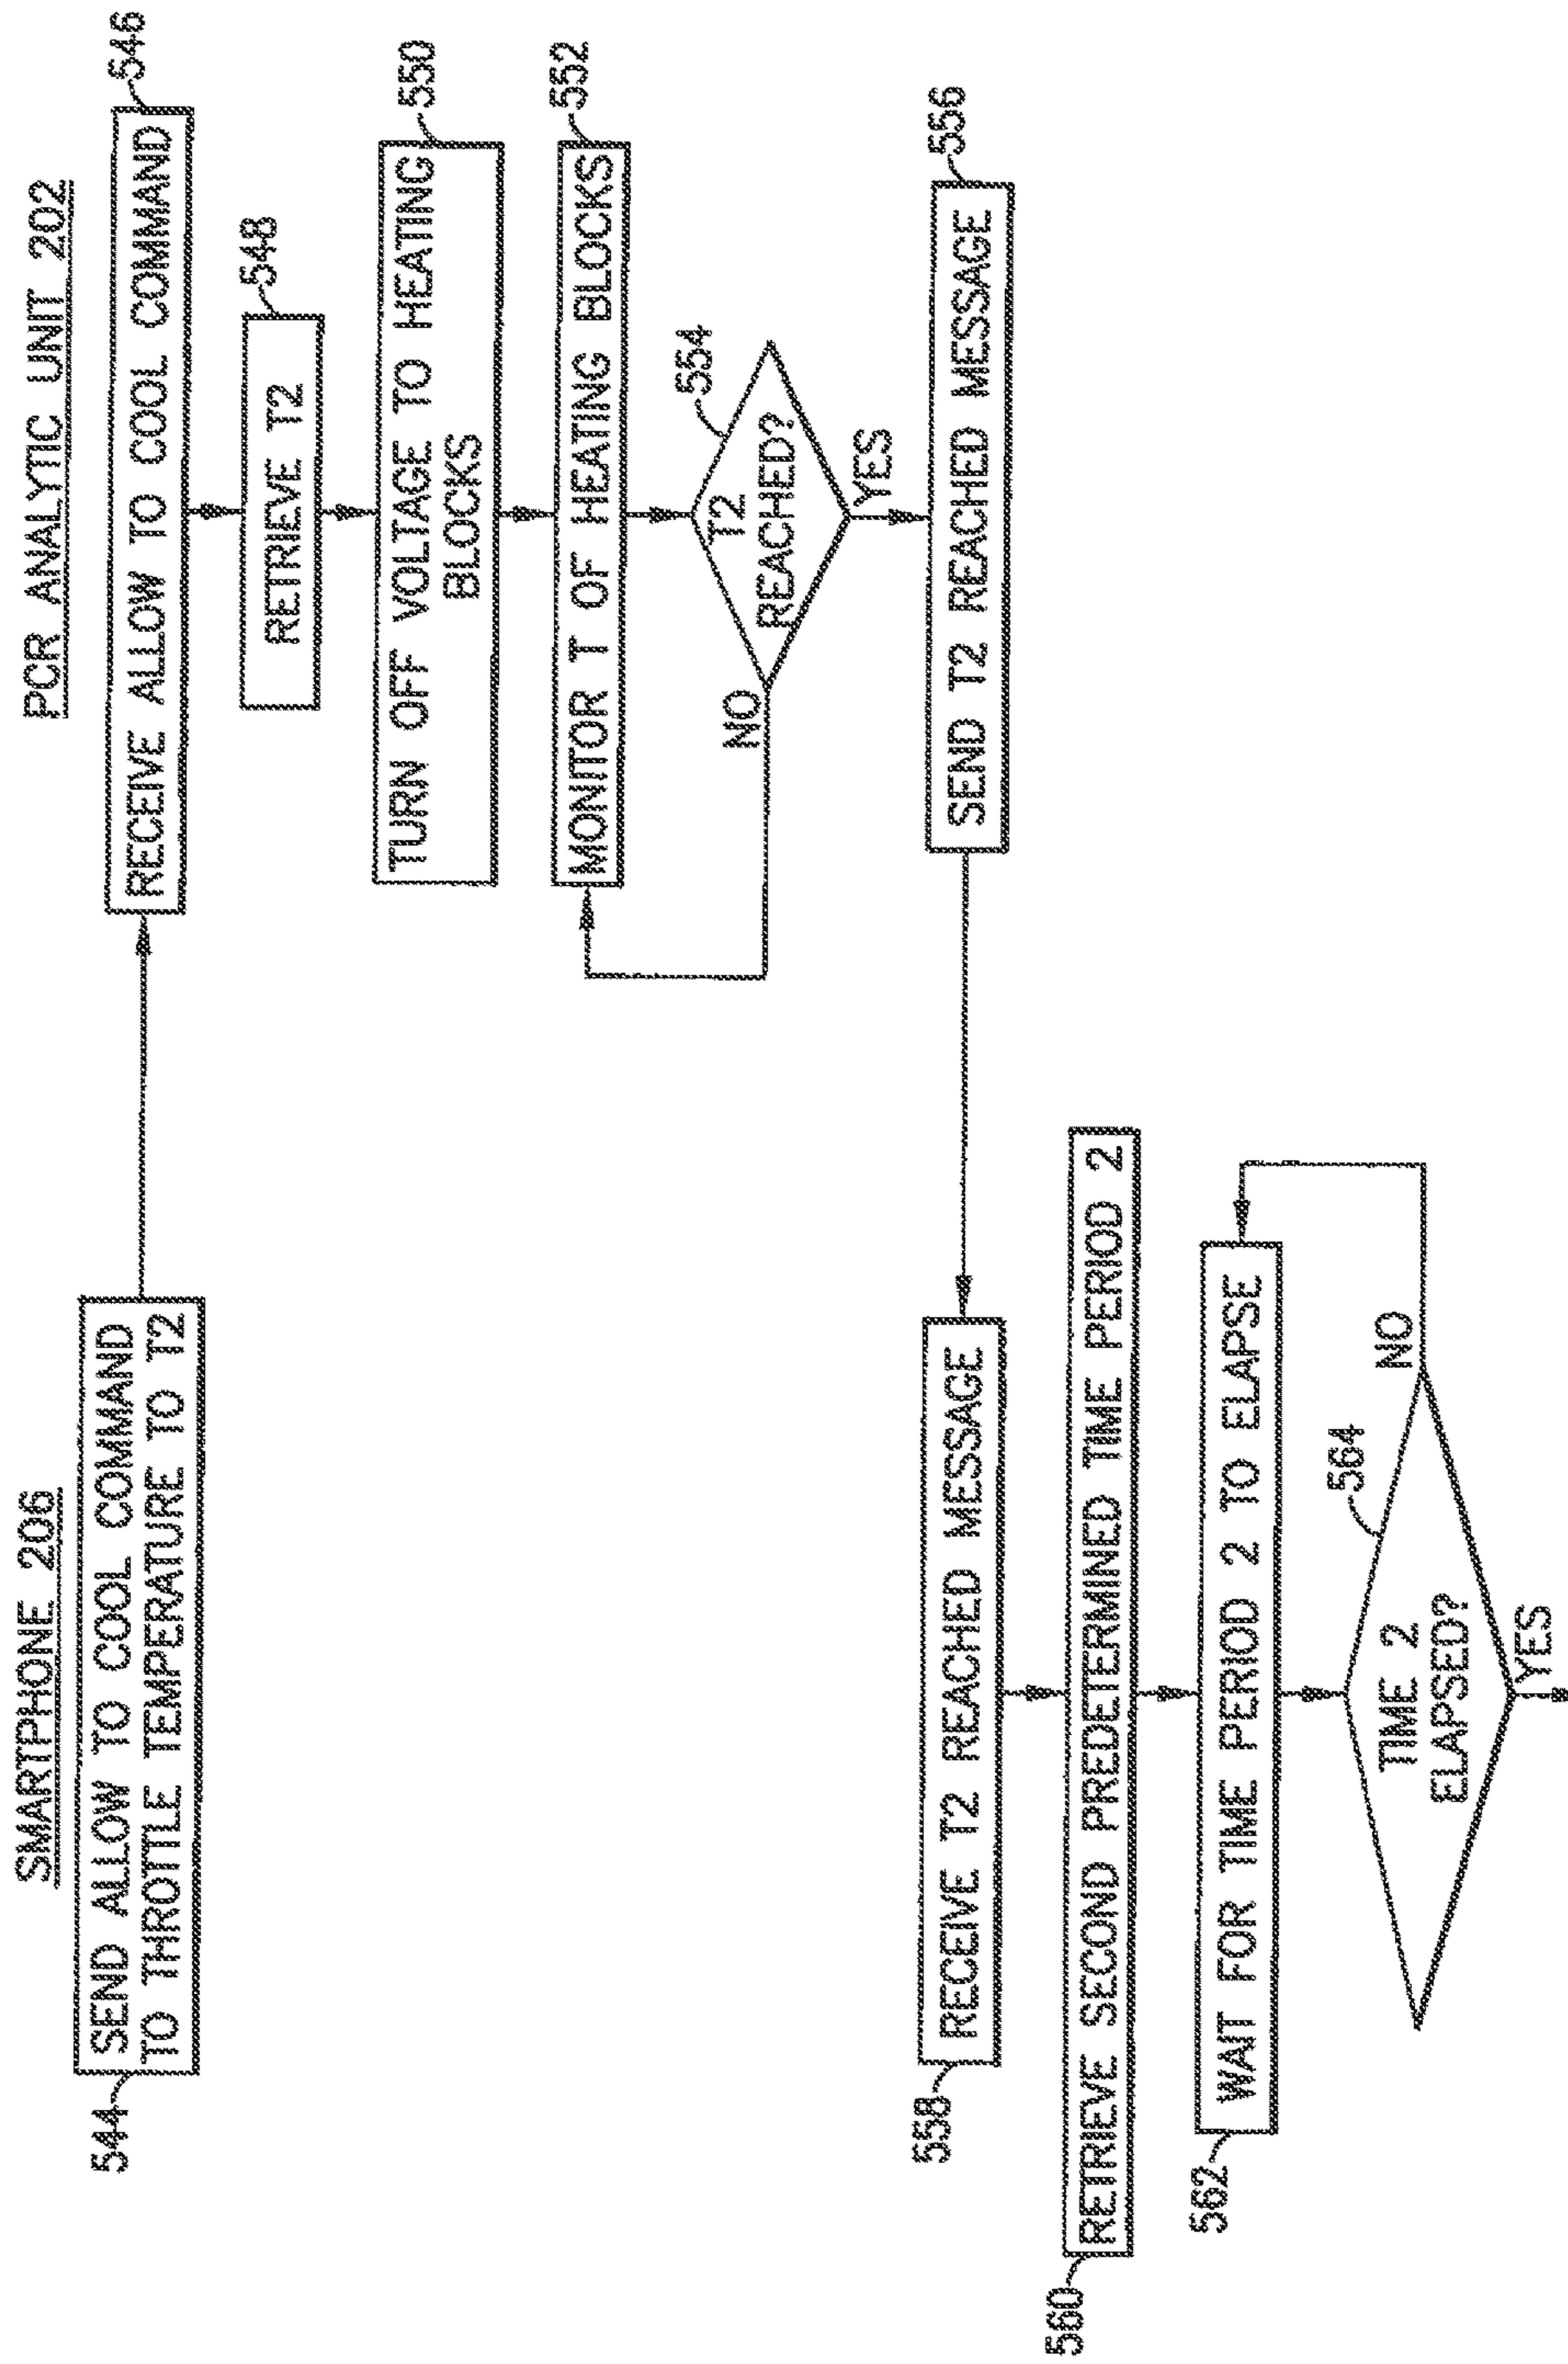 SMARTPHONE 206
PCR ANALYTIC UNIT 202
544
SEND ALLOW TO COOL COMMAND
TO THROTTLE TEMPERATURE TO T2
546
RECEIVE ALLOW TO COOL COMMAND
548
RETRIEVE T2
550
TURN OFF VOLTAGE TO HEATING
BLOCKS
552
MONITOR T OF HEATING BLOCKS
554
T2
REACHED?
NO
YES
556
SEND T2 REACHED MESSAGE
558
RECEIVE T2 REACHED MESSAGE
560
RETRIEVE SECOND PREDETERMINED TIME PERIOD 2
562
WAIT FOR TIME PERIOD 2 TO ELAPSE
564
TIME 2
ELAPSED?
NO
YES